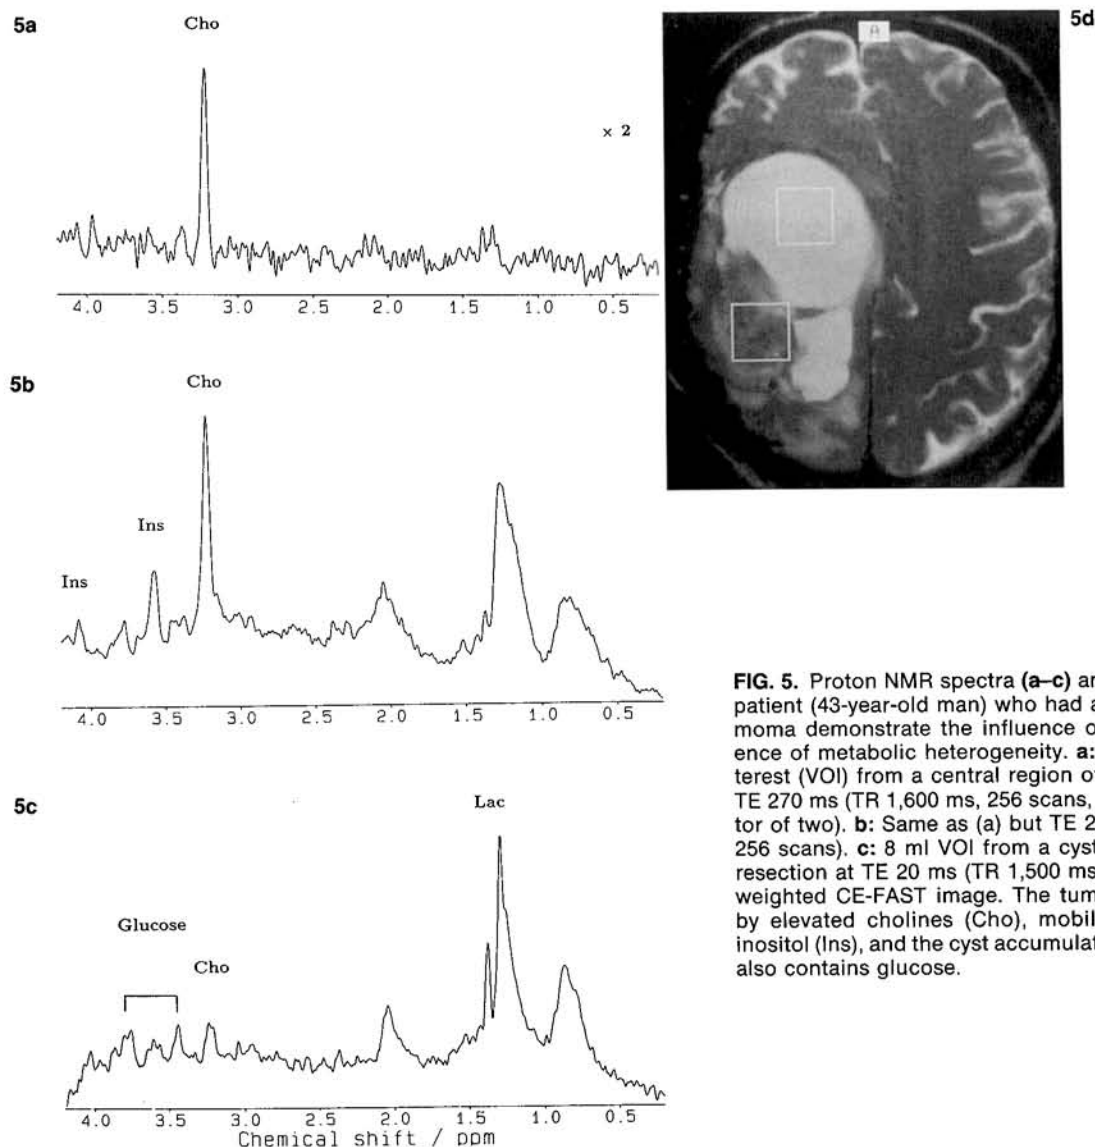 5a
Cho
× 2
4.0 3.5 3.0 2.5 2.0 1.5 1.0 0.5
5b
Cho
Ins
Ins
4.0 3.5 3.0 2.5 2.0 1.5 1.0 0.5
5c
Lac
Glucose
Cho
4.0 3.5 3.0 2.5 2.0 1.5 1.0 0.5
Chemical shift / ppm
5d
A
FIG. 5. Proton NMR spectra (a–c) an
patient (43-year-old man) who had a
moma demonstrate the influence o
ence of metabolic heterogeneity. a:
terest (VOI) from a central region of
TE 270 ms (TR 1,600 ms, 256 scans,
tor of two). b: Same as (a) but TE 2
256 scans). c: 8 ml VOI from a cyst
resection at TE 20 ms (TR 1,500 ms
weighted CE-FAST image. The tum
by elevated cholines (Cho), mobil
inositol (Ins), and the cyst accumulat
also contains glucose.